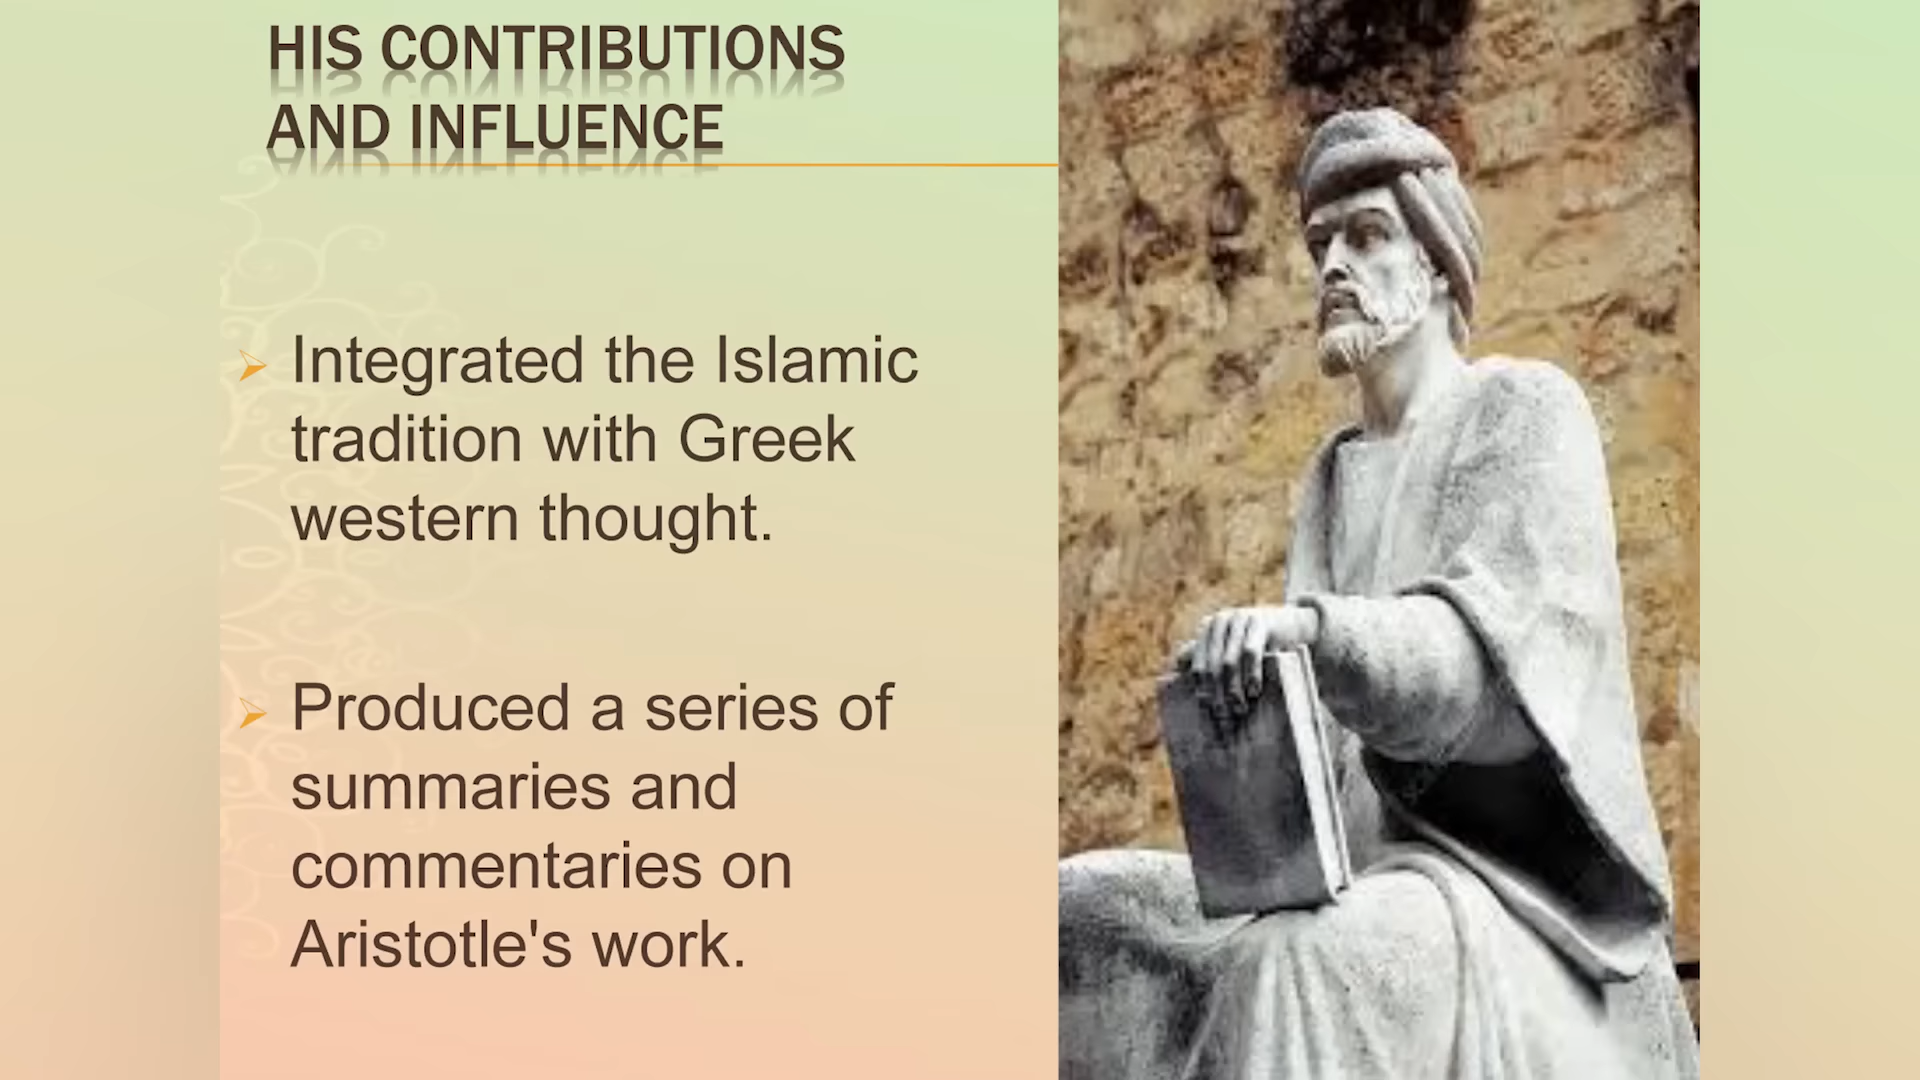 HIS CONTRIBUTIONS
AND INFLUENCE
Integrated the Islamic
tradition with Greek
western thought.
Produced a series of
summaries and
commentaries on
Aristotle's work.